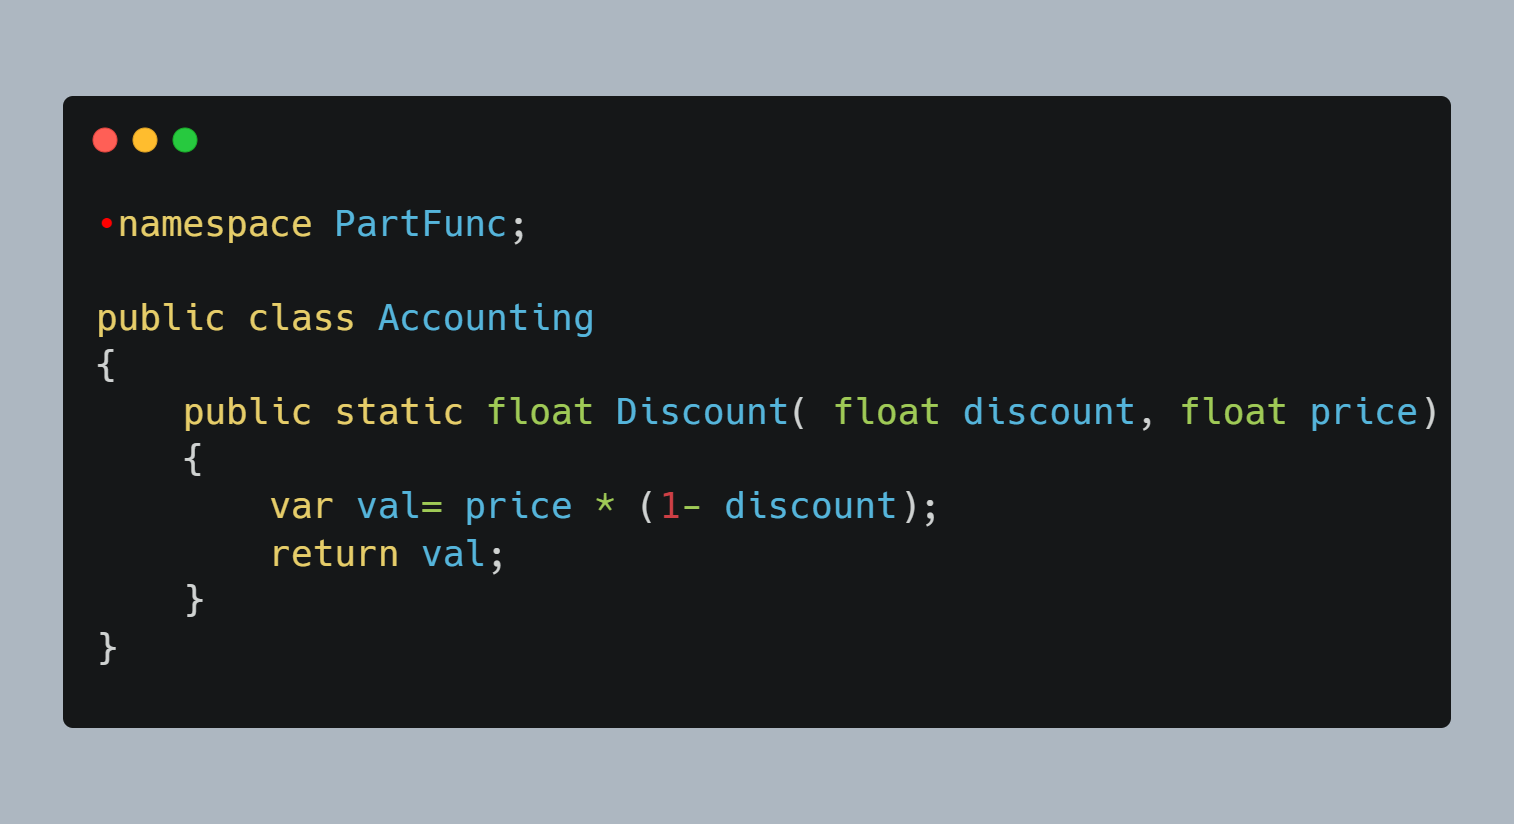 •namespace PartFunc;

public class Accounting
{
    public static float Discount( float discount, float price)
    {
        var val= price * (1- discount);
        return val;
    }
}